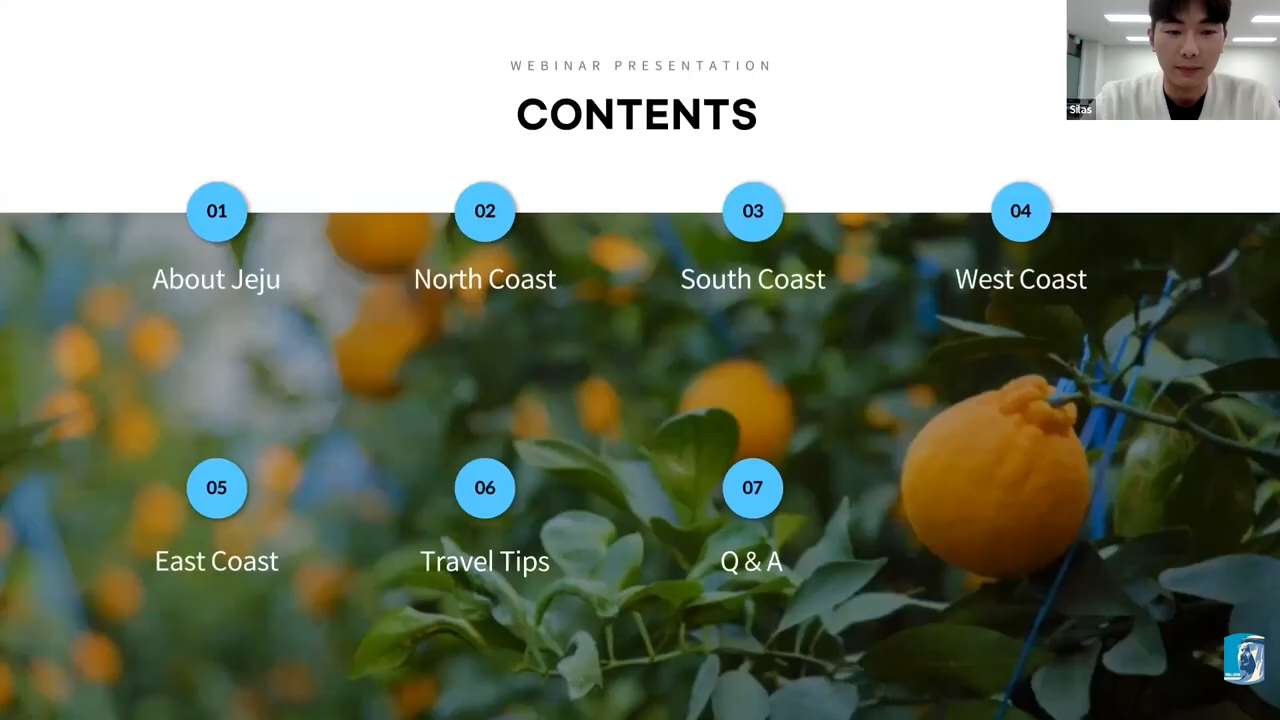 WEBINAR PRESENTATION
CONTENTS
Silas
01
02
03
04
About Jeju
North Coast
South Coast
West Coast
05
06
07
East Coast
Travel Tips
Q & A